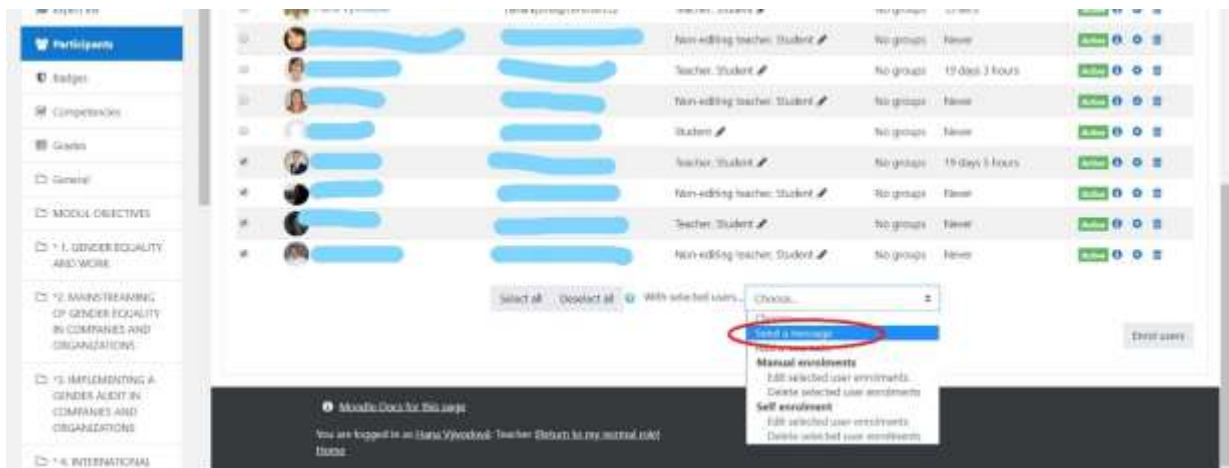 Participants
Non-editing teacher, Student No groups Never Active
Badges
Teacher, Student No groups 19 days 3 hours Active
Competencies
Non-editing teacher, Student No groups Never Active
Student No groups Never Active
Grades
Teacher, Student No groups 19 days Active
General
Non-editing teacher, Student No groups Never Active
MODUL OBJECTIVES
Teacher, Student No groups Never Active
* 1. GENDER EQUALITY
AND WORK
Non-editing teacher, Student No groups Never Active
*2. MAINSTREAMING
OF GENDER EQUALITY
IN COMPANIES AND
ORGANIZATIONS
Select all Deselect all With selected users... Choose...
Choose...
Send a message
Enrol users
Manual enrolments
Edit selected user enrolments
Delete selected user enrolments
Self enrolment
Edit selected user enrolments
Delete selected user enrolments
*3. IMPLEMENTING A
GENDER AUDIT IN
COMPANIES AND
ORGANIZATIONS
Moodle Docs for this page
You are logged in as Hana Vývodová: Teacher (Return to my normal role)
Home
* 4. INTERNATIONAL